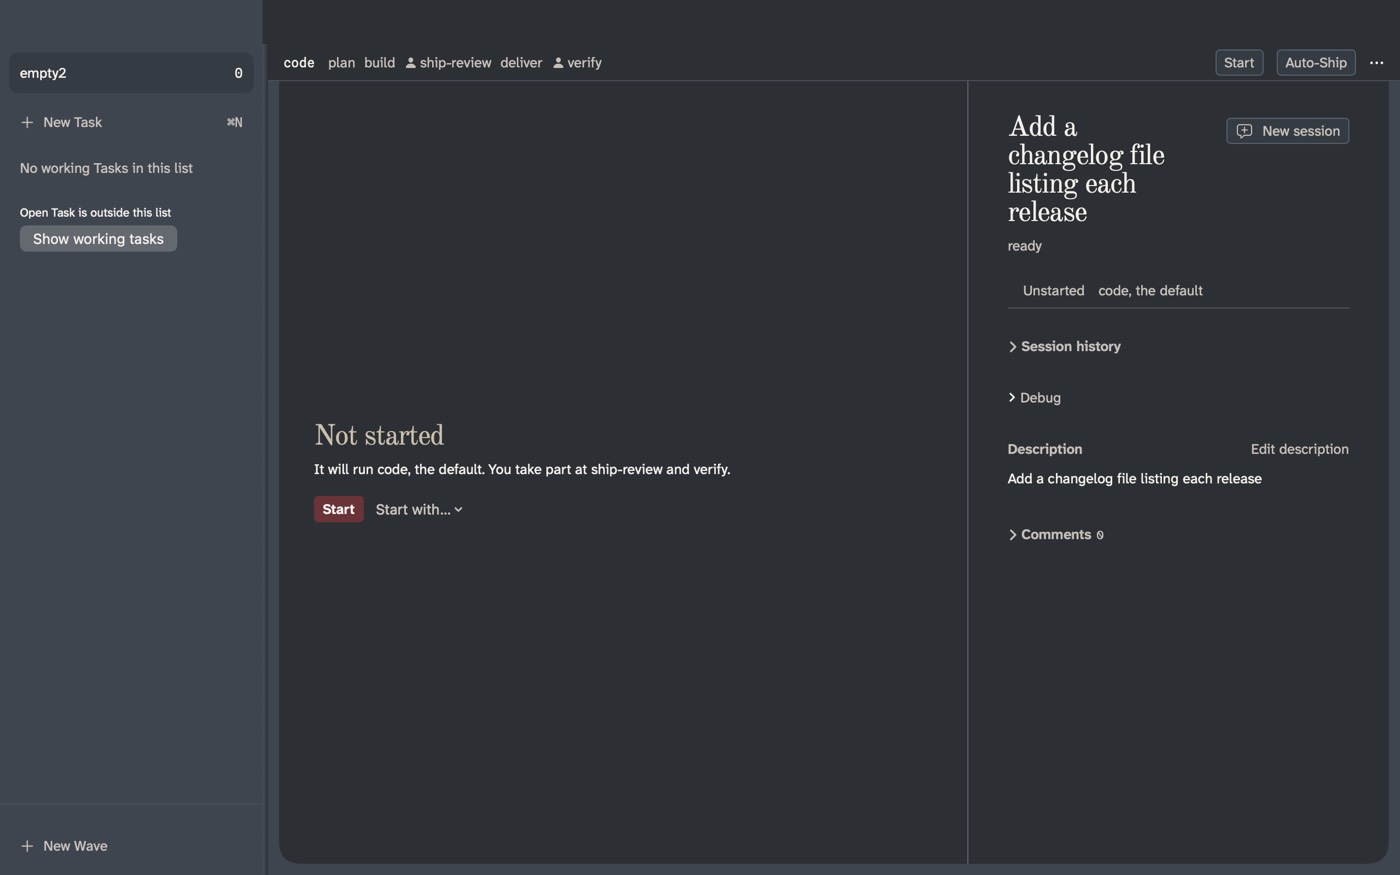 empty2 0
New Task ⌘N
No working Tasks in this list
Open Task is outside this list
Show working tasks
New Wave
code plan build ship-review deliver verify
Start Auto-Ship ...
Not started
It will run code, the default. You take part at ship-review and verify.
Start Start with...
Add a
changelog file
listing each
release
New session
ready
Unstarted code, the default
Session history
Debug
Description Edit description
Add a changelog file listing each release
Comments 0